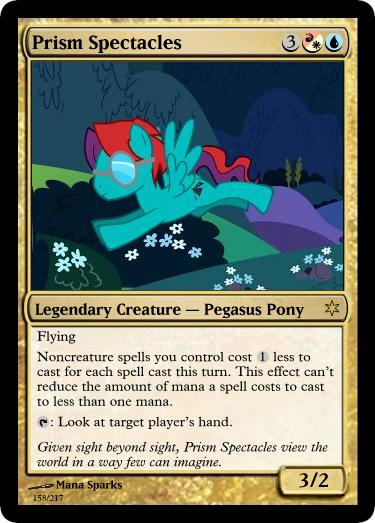 Prism Spectacles 3
Legendary Creature — Pegasus Pony
Flying
Noncreature spells you control cost 1 less to
cast for each spell cast this turn. This effect can't
reduce the amount of mana a spell costs to cast
to less than one mana.
: Look at target player's hand.
Given sight beyond sight, Prism Spectacles view the
world in a way few can imagine.
3/2
Mana Sparks
158/217